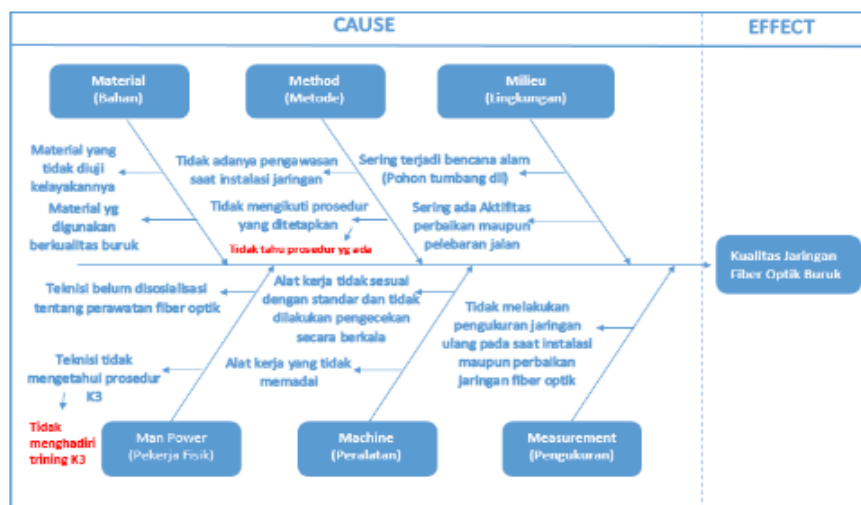 CAUSE
EFFECT
Material
(Bahan)
Method
(Metode)
Milieu
(Lingkungan)
Material yang
tidak diuji
kelayakannya
Material yg
digunakan
berkualitas buruk
Tidak adanya pengawasan
saat instalasi jaringan
Tidak mengikuti prosedur
yang ditetapkan
Tidak tahu prosedur yg ada
Sering terjadi bencana alam
(Pohon tumbang dll)
Sering ada Aktifitas
perbaikan maupun
pelebaran jalan
Kualitas Jaringan
Fiber Optik Buruk
Teknisi belum disosialisasi
tentang perawatan fiber optik
Teknisi tidak
mengetahui prosedur
K3
Tidak
menghadiri
trining K3
Alat kerja tidak sesuai
dengan standar dan tidak
dilakukan pengecekan
secara berkala
Alat kerja yang tidak
memadai
Tidak melakukan
pengukuran jaringan
ulang pada saat instalasi
maupun perbaikan
jaringan fiber optik
Man Power
(Pekerja Fisik)
Machine
(Peralatan)
Measurement
(Pengukuran)